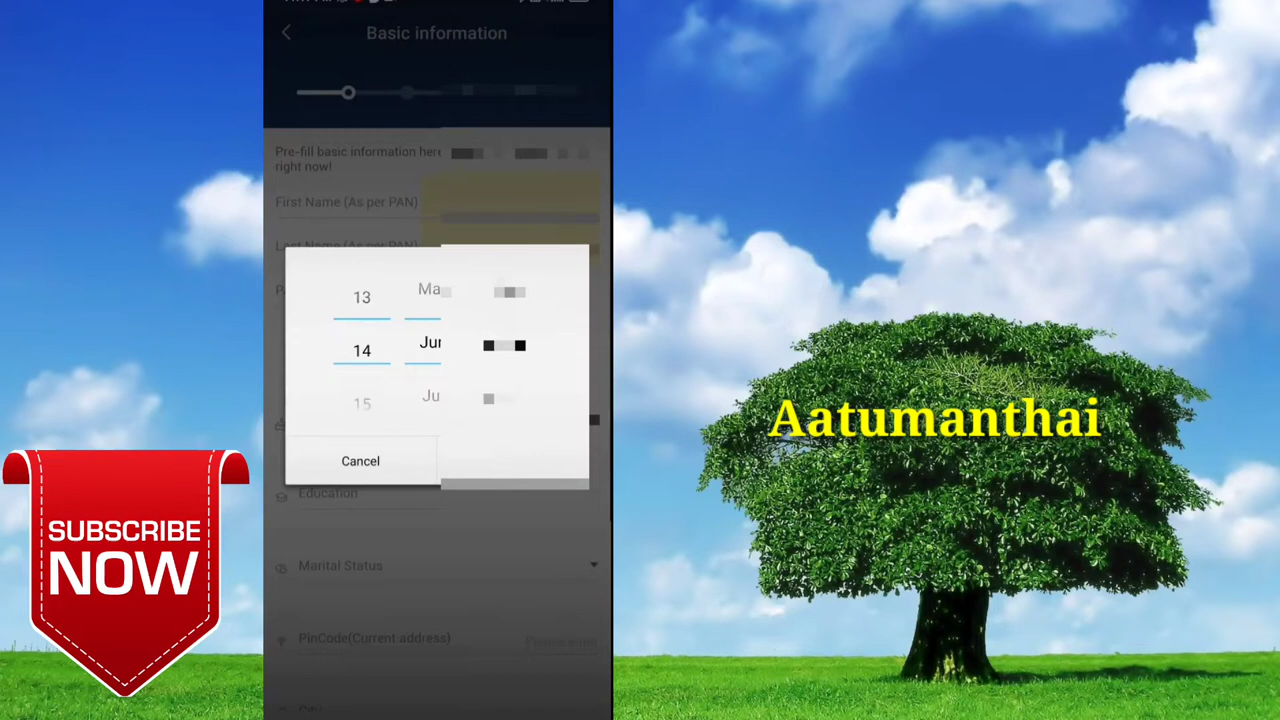 Basic information
Pre-fill basic information here
right now!
First Name (As per PAN)
Last Name (As per PAN)
13
14
15
Cancel
Education
Marital Status
PinCode(Current address)
City
SUBSCRIBE
NOW
Aatumanthai